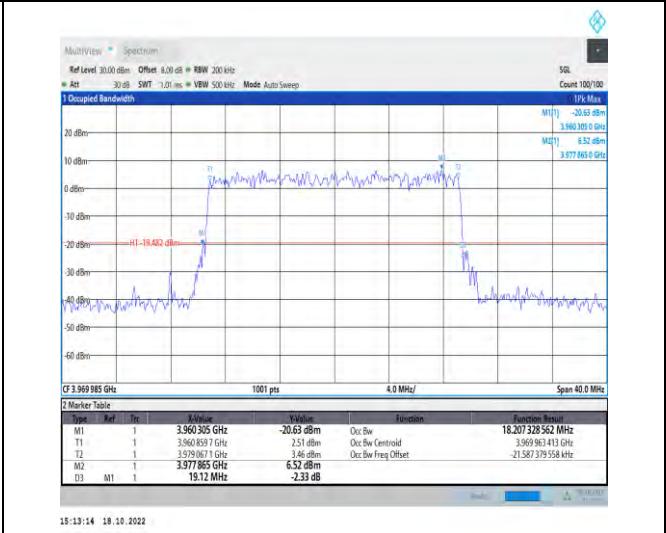 MultiView Spectrum
Ref Level 30.00 dBm Offset 8.00 dB RBW 200 kHz SGL
Att 30 dB SWT 1.01 ms VBW 500 kHz Mode Auto Sweep Count 100/100
1 Occupied Bandwidth 1Pk Max
M1[1] -20.63 dBm
3.960 305 0 GHz
M2[1] 6.52 dBm
3.977 865 0 GHz
20 dBm
10 dBm
M2
T1
T2
0 dBm
-10 dBm
M1
-20 dBm
H1 -19.482 dBm
D3
-30 dBm
-40 dBm
-50 dBm
-60 dBm
CF 3.969 985 GHz 1001 pts 4.0 MHz/ Span 40.0 MHz
2 Marker Table
Type Ref Trc X-Value Y-Value Function Function Result
M1 1 3.960 305 GHz -20.63 dBm Occ Bw 18.207 328 562 MHz
T1 1 3.960 859 7 GHz 2.51 dBm Occ Bw Centroid 3.969 963 413 GHz
T2 1 3.979 067 1 GHz 3.46 dBm Occ Bw Freq Offset -21.587 379 558 kHz
M2 1 3.977 865 GHz 6.52 dBm
D3 M1 1 19.12 MHz -2.33 dB
15:13:14 18.10.2022